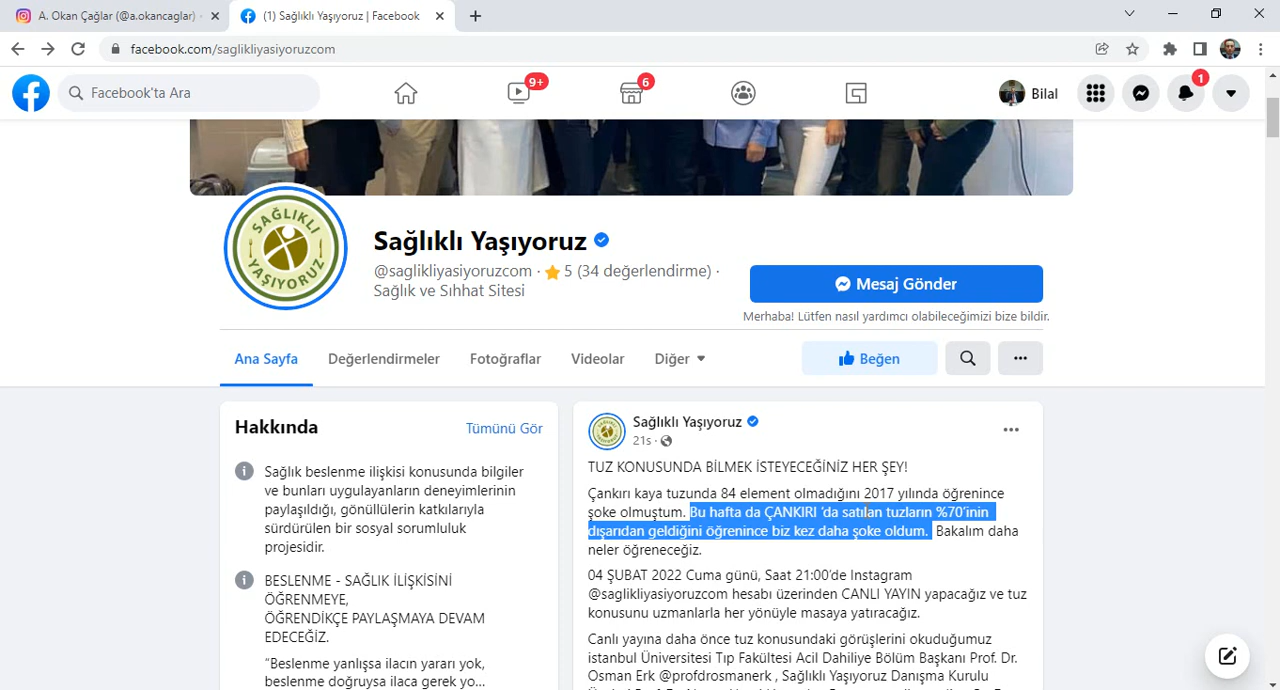 A. Okan Çağlar (@a.okancaglar)
(1) Sağlıklı Yaşıyoruz | Facebook
facebook.com/saglikliyasiyoruzcom
Facebook'ta Ara
9+
6
Bilal
1
SAĞLIKLI
YAŞIYORUZ
Sağlıklı Yaşıyoruz
@saglikliyasiyoruzcom · 5 (34 değerlendirme) ·
Sağlık ve Sıhhat Sitesi
Mesaj Gönder
Merhaba! Lütfen nasıl yardımcı olabileceğimizi bize bildir.
Ana Sayfa Değerlendirmeler Fotoğraflar Videolar Diğer
Beğen
Hakkında
Tümünü Gör
Sağlık beslenme ilişkisi konusunda bilgiler
ve bunları uygulayanların deneyimlerinin
paylaşıldığı, gönüllülerin katkılarıyla
sürdürülen bir sosyal sorumluluk
projesidir.
BESLENME - SAĞLIK İLİŞKİSİNİ
ÖĞRENMEYE,
ÖĞRENDİKÇE PAYLAŞMAYA DEVAM
EDECEĞİZ.
“Beslenme yanlışsa ilacın yararı yok,
beslenme doğruysa ilaca gerek yo...
Sağlıklı Yaşıyoruz
21s ·
TUZ KONUSUNDA BİLMEK İSTEYECEĞİNİZ HER ŞEY!
Çankırı kaya tuzunda 84 element olmadığını 2017 yılında öğrenince
şoke olmuştum. Bu hafta da ÇANKIRI ‘da satılan tuzların %70’inin
dışarıdan geldiğini öğrenince biz kez daha şoke oldum. Bakalım daha
neler öğreneceğiz.
04 ŞUBAT 2022 Cuma günü, Saat 21:00’de Instagram
@saglikliyasiyoruzcom hesabı üzerinden CANLI YAYIN yapacağız ve tuz
konusunu uzmanlarla her yönüyle masaya yatıracağız.
Canlı yayına daha önce tuz konusundaki görüşlerini okuduğumuz
istanbul Üniversitesi Tıp Fakültesi Acil Dahiliye Bölüm Başkanı Prof. Dr.
Osman Erk @profdrosmanerk , Sağlıklı Yaşıyoruz Danışma Kurulu